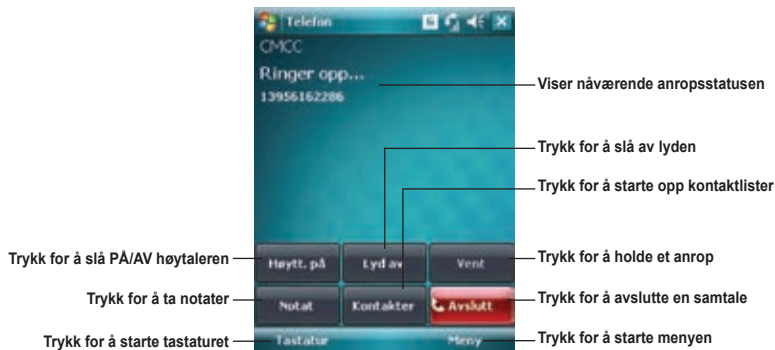 Telefon
CMCC
Ringer opp...
13956162286
Viser nåværende anropsstatusen
Trykk for å slå av lyden
Trykk for å starte opp kontaktlister
Trykk for å slå PÅ/AV høytaleren
Høytt. på
Lyd av
Vent
Trykk for å holde et anrop
Trykk for å ta notater
Notat
Kontakter
Avslutt
Trykk for å avslutte en samtale
Trykk for å starte tastaturet
Tastatur
Meny
Trykk for å starte menyen